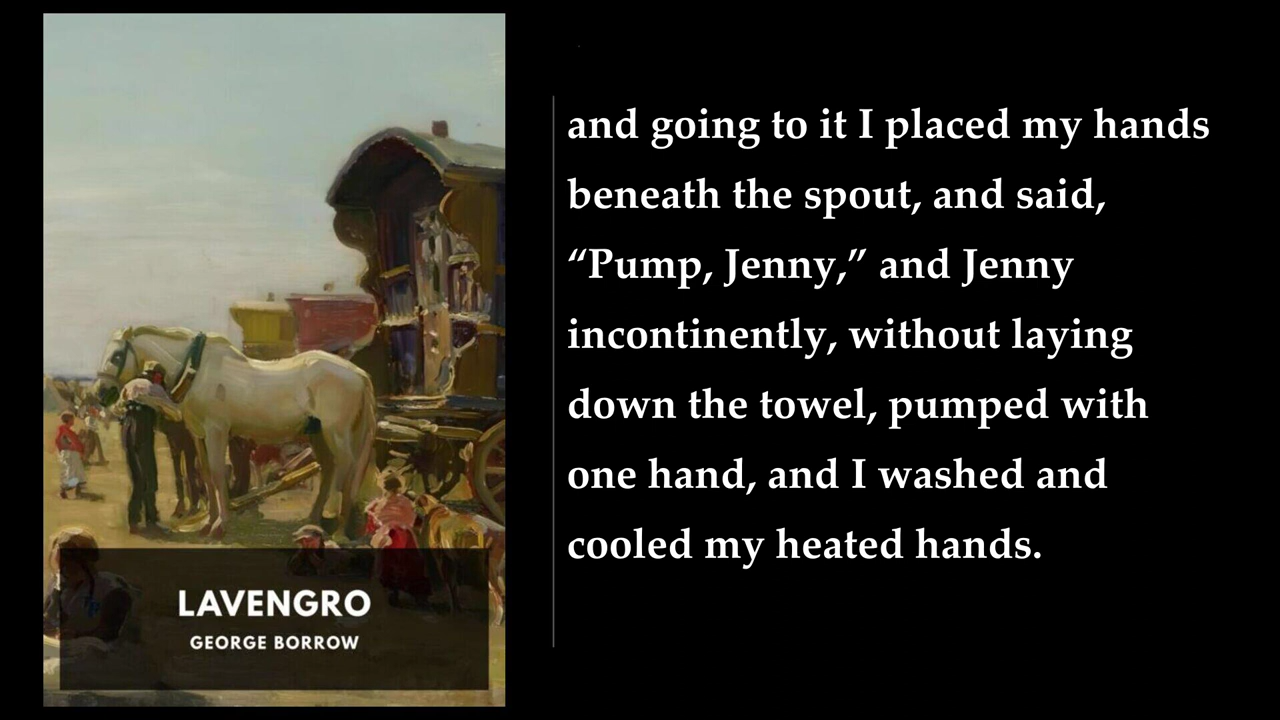 LAVENGRO
GEORGE BORROW
and going to it I placed my hands
beneath the spout, and said,
“Pump, Jenny,” and Jenny
incontinently, without laying
down the towel, pumped with
one hand, and I washed and
cooled my heated hands.